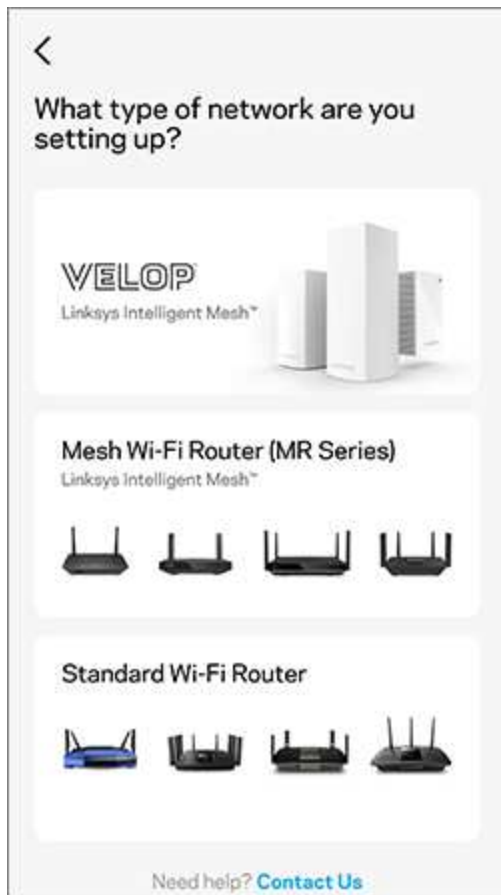 What type of network are you
setting up?
VELOP
Linksys Intelligent Mesh™
Mesh Wi-Fi Router (MR Series)
Linksys Intelligent Mesh™
Standard Wi-Fi Router
Need help? Contact Us